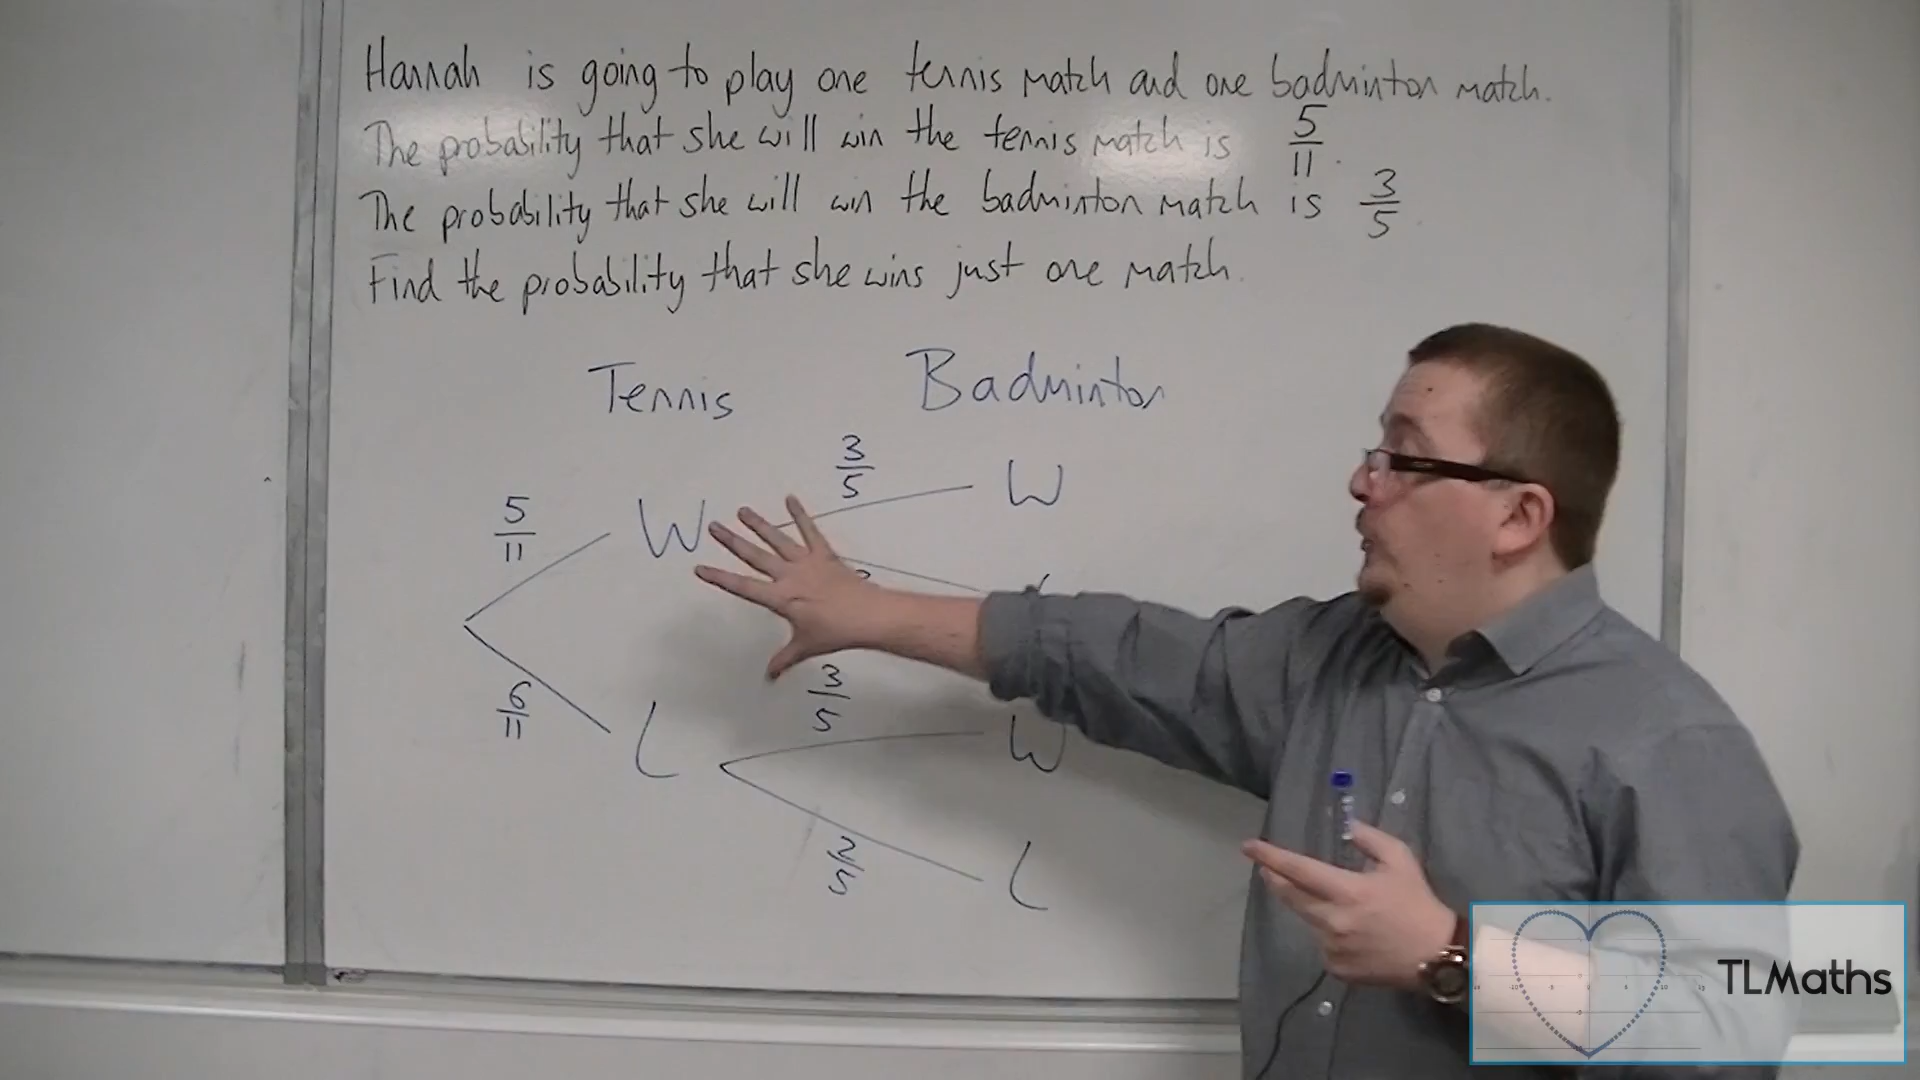 Hannah is going to play one tennis match and one badminton match.
The probability that she will win the tennis match is 5/11.
The probability that she will win the badminton match is 3/5
Find the probability that she wins just one match.
Tennis Badminton
3/5 W
5/11 W
6/11 L
3/5 W
2/5 L
TLMaths